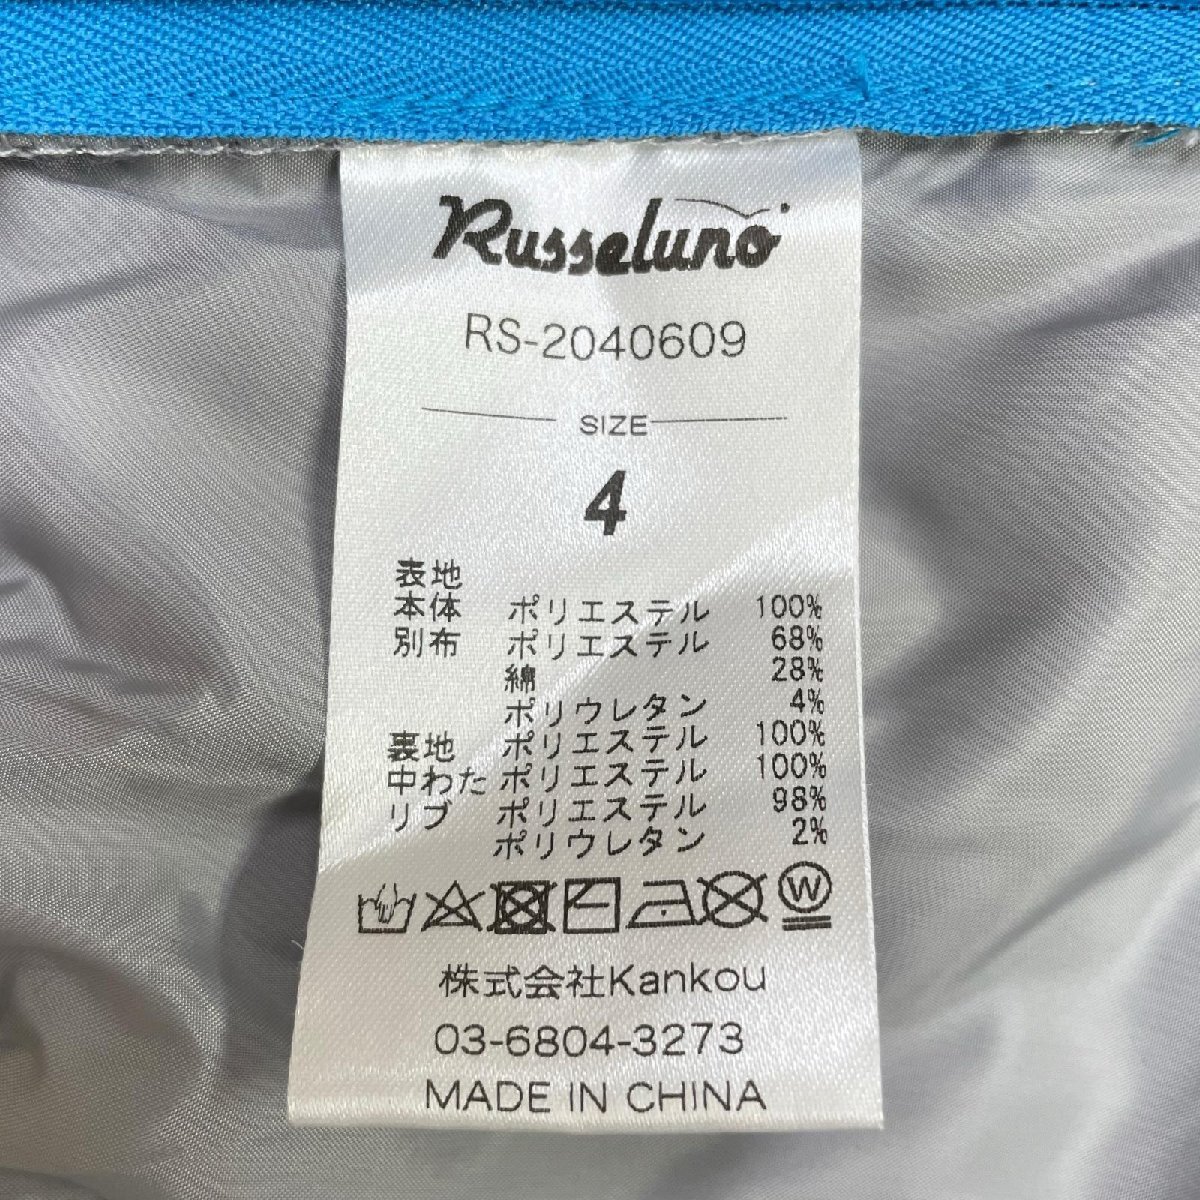 Russeluno
RS-2040609
SIZE
4
表地
本体 ポリエステル 100%
別布 ポリエステル 68%
綿 28%
ポリウレタン 4%
裏地 ポリエステル 100%
中わた ポリエステル 100%
リブ ポリエステル 98%
ポリウレタン 2%
W
株式会社Kankou
03-6804-3273
MADE IN CHINA